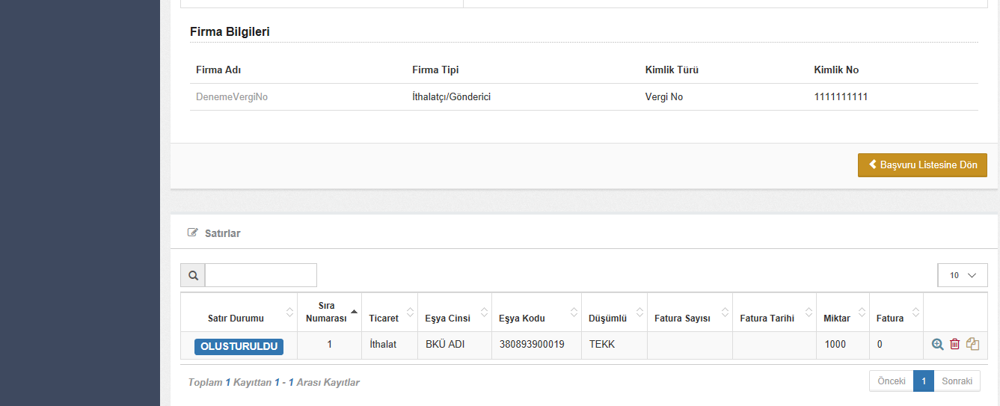 Firma Bilgileri
Firma Adı Firma Tipi Kimlik Türü Kimlik No
DenemeVergiNo İthalatçı/Gönderici Vergi No 1111111111
Başvuru Listesine Dön
Satırlar
10
Satır Durumu Sıra Numarası Ticaret Eşya Cinsi Eşya Kodu Düşümlü Fatura Sayısı Fatura Tarihi Miktar Fatura
OLUSTURULDU 1 İthalat BKÜ ADI 380893900019 TEKK 1000 0
Toplam 1 Kayıttan 1 - 1 Arası Kayıtlar
Önceki 1 Sonraki